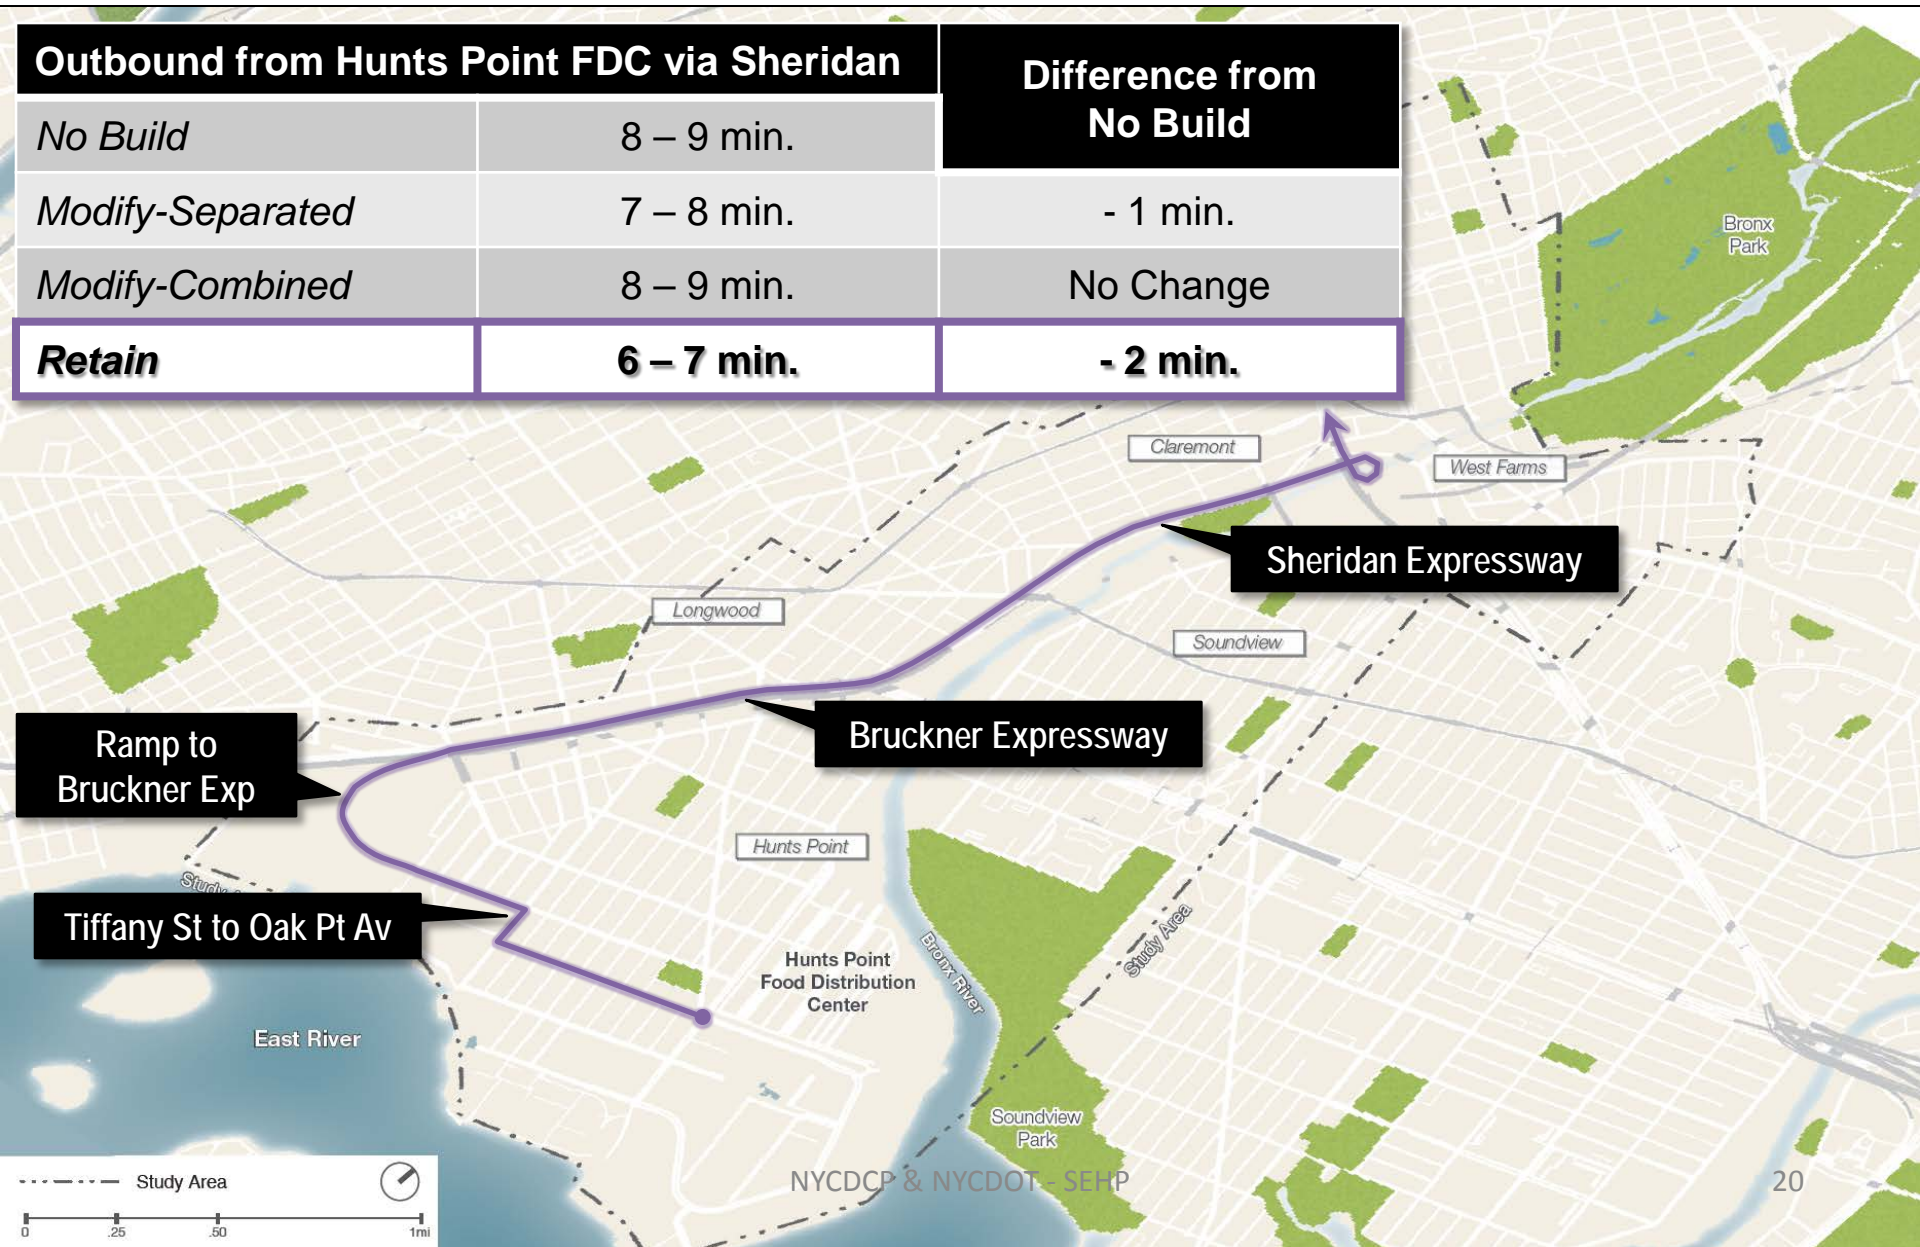 Outbound from Hunts Point FDC via Sheridan
Difference from
No Build
No Build
8 – 9 min.
Modify-Separated
7 – 8 min.
- 1 min.
Modify-Combined
8 – 9 min.
No Change
Retain
6 – 7 min.
- 2 min.
Bronx
Park
Claremont
West Farms
Sheridan Expressway
Longwood
Soundview
Ramp to
Bruckner Exp
Bruckner Expressway
Hunts Point
Study
Tiffany St to Oak Pt Av
Hunts Point
Food Distribution
Center
Bronx River
Study Area
East River
Soundview
Park
Study Area
0 .25 .50 1mi
NYCDCP & NYCDOT - SEHP
20